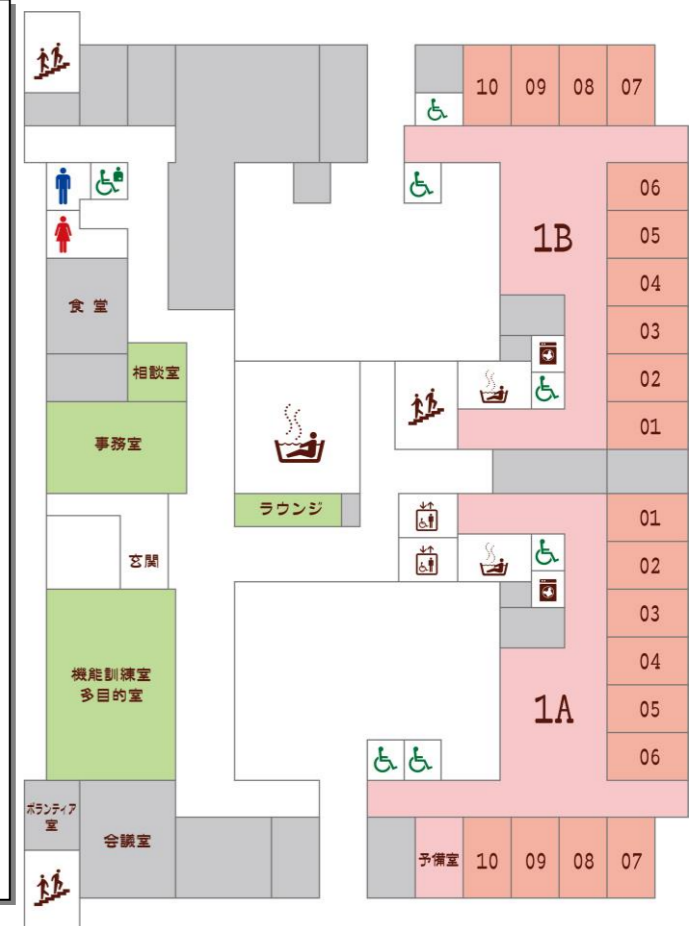 10 09 08 07
06
1B
05
食堂
04
03
相談室
02
事務室
01
ラウンジ
01
玄関
02
03
機能訓練室
多目的室
04
1A
05
06
ボランティア
室
会議室
予備室 10 09 08 07